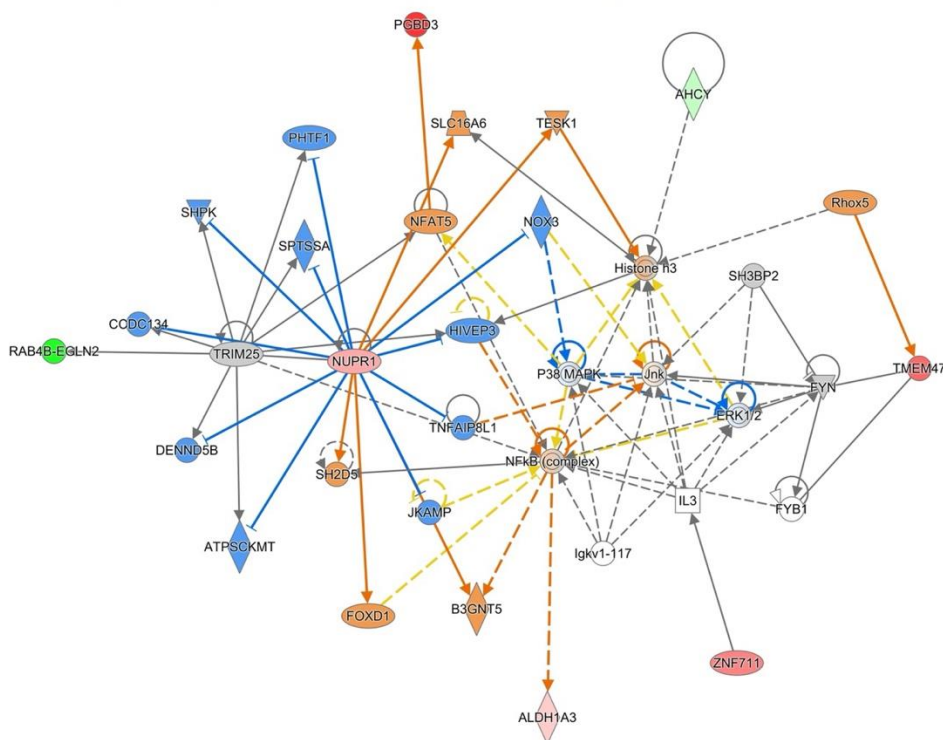 PGBD3
AHCY
SLC16A6
TESK1
PHTF1
Rhox5
SHPK
NFAT5
NOX3
SPTSSA
Histone h3
SH3BP2
CCDC134
HIVEP3
RAB4B-EGLN2
TRIM25
NUPR1
P38 MAPK
Jnk
FYN
TMEM47
ERK1/2
TNFAIP8L1
DENND5B
NFkB (complex)
SH2D5
IL3
JKAMP
FYB1
ATPSCKMT
Igkv1-117
FOXD1
B3GNT5
ZNF711
ALDH1A3